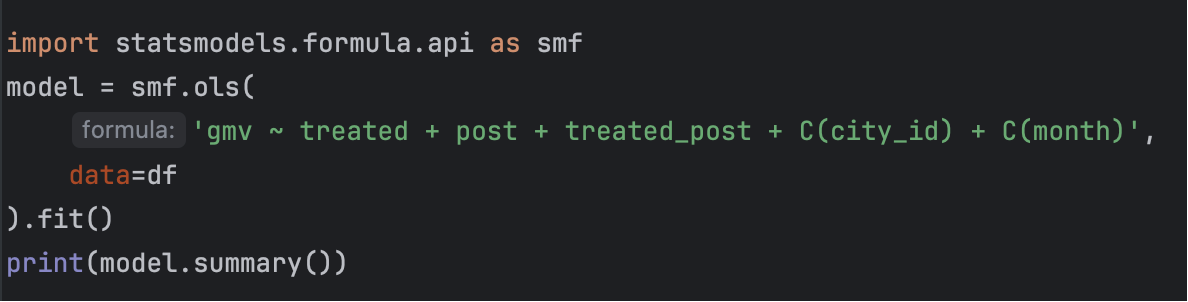 import statsmodels.formula.api as smf
model = smf.ols(
    formula: 'gmv ~ treated + post + treated_post + C(city_id) + C(month)',
    data=df
).fit()
print(model.summary())